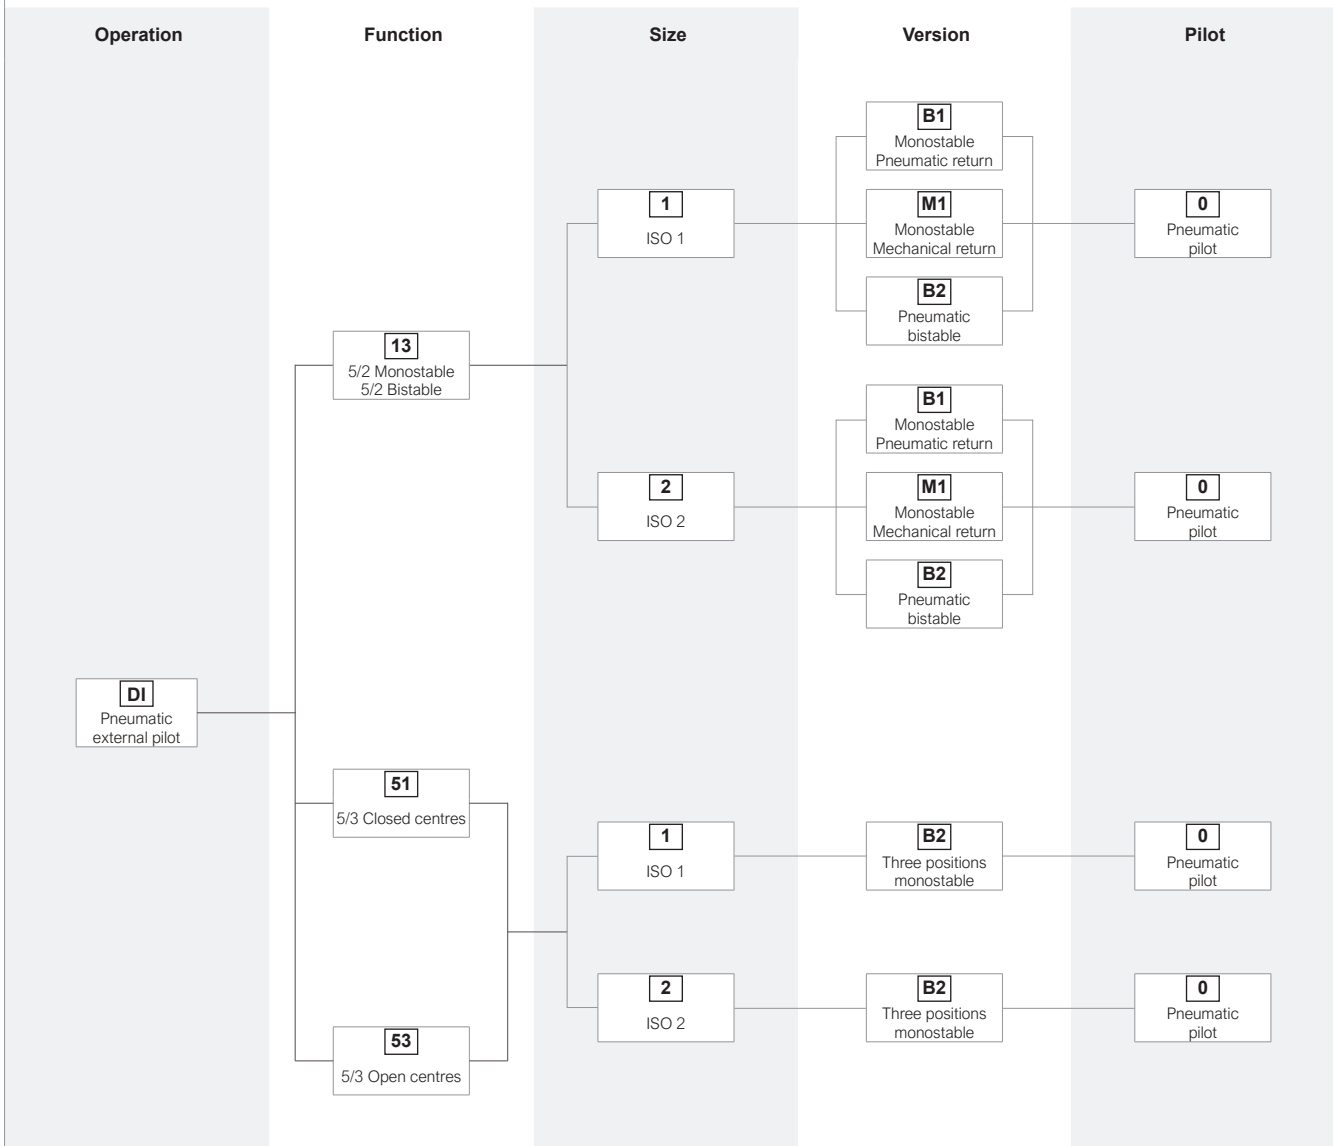 Operation
Function
Size
Version
Pilot
B1
Monostable
Pneumatic return
1
ISO 1
M1
Monostable
Mechanical return
0
Pneumatic
pilot
B2
Pneumatic
bistable
13
5/2 Monostable
5/2 Bistable
B1
Monostable
Pneumatic return
2
ISO 2
M1
Monostable
Mechanical return
0
Pneumatic
pilot
B2
Pneumatic
bistable
DI
Pneumatic
external pilot
51
5/3 Closed centres
1
ISO 1
B2
Three positions
monostable
0
Pneumatic
pilot
2
ISO 2
B2
Three positions
monostable
0
Pneumatic
pilot
53
5/3 Open centres